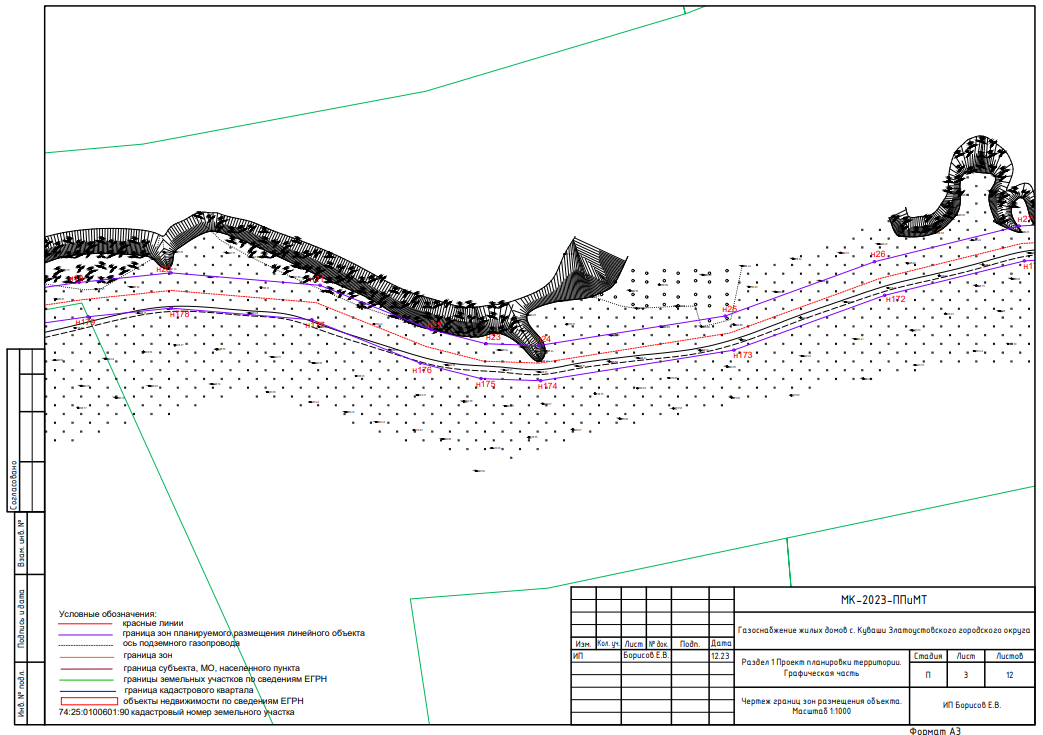 н27
н26
н1
н172
н25
н173
н178
н23
н24
н176
н175
н174
Согласовано
Взам. инв. №
Подпись и дата
Инв. № подл.
Условные обозначения:
красные линии
граница зон планируемого размещения линейного объекта
ось подземного газопровода
граница зон
граница субъекта, МО, населенного пункта
границы земельных участков по сведениям ЕГРН
граница кадастрового квартала
объекты недвижимости по сведениям ЕГРН
74:25:0100601:90 кадастровый номер земельного участка
МК-2023-ППиМТ
Газоснабжение жилых домов с. Куваши Златоустовского городского округа
Изм. Кол. уч. Лист № док. Подп. Дата
ИП Борисов Е.В. 12.23
Раздел 1 Проект планировки территории.
Графическая часть
Стадия Лист Листов
П 3 12
Чертеж границ зон размещения объекта.
Масштаб 1:1000
ИП Борисов Е.В.
Формат А3